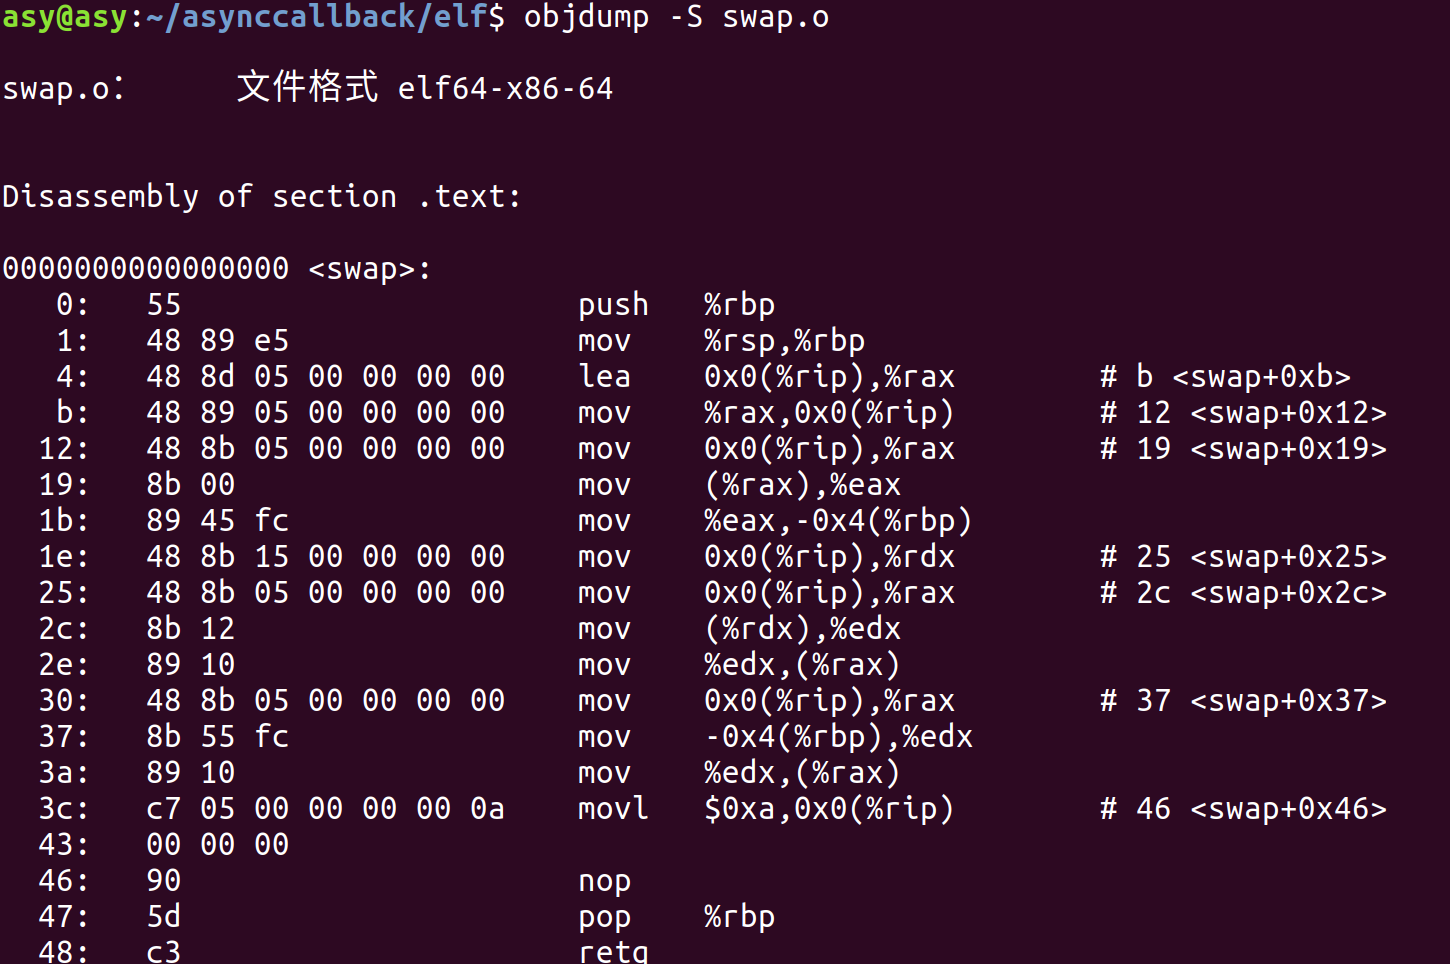 asy@asy:~/asynccallback/elf$ objdump -S swap.o
swap.o：     文件格式 elf64-x86-64
Disassembly of section .text:
0000000000000000 <swap>:
   0:   55                      push   %rbp
   1:   48 89 e5                mov    %rsp,%rbp
   4:   48 8d 05 00 00 00 00    lea    0x0(%rip),%rax        # b <swap+0xb>
   b:   48 89 05 00 00 00 00    mov    %rax,0x0(%rip)        # 12 <swap+0x12>
  12:   48 8b 05 00 00 00 00    mov    0x0(%rip),%rax        # 19 <swap+0x19>
  19:   8b 00                   mov    (%rax),%eax
  1b:   89 45 fc                mov    %eax,-0x4(%rbp)
  1e:   48 8b 15 00 00 00 00    mov    0x0(%rip),%rdx        # 25 <swap+0x25>
  25:   48 8b 05 00 00 00 00    mov    0x0(%rip),%rax        # 2c <swap+0x2c>
  2c:   8b 12                   mov    (%rdx),%edx
  2e:   89 10                   mov    %edx,(%rax)
  30:   48 8b 05 00 00 00 00    mov    0x0(%rip),%rax        # 37 <swap+0x37>
  37:   8b 55 fc                mov    -0x4(%rbp),%edx
  3a:   89 10                   mov    %edx,(%rax)
  3c:   c7 05 00 00 00 00 0a    movl   $0xa,0x0(%rip)        # 46 <swap+0x46>
  43:   00 00 00
  46:   90                      nop
  47:   5d                      pop    %rbp
  48:   c3                      retq